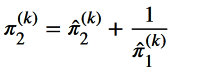 π₂⁽ᵏ⁾ = π̂₂⁽ᵏ⁾ + 1 / π̂₁⁽ᵏ⁾